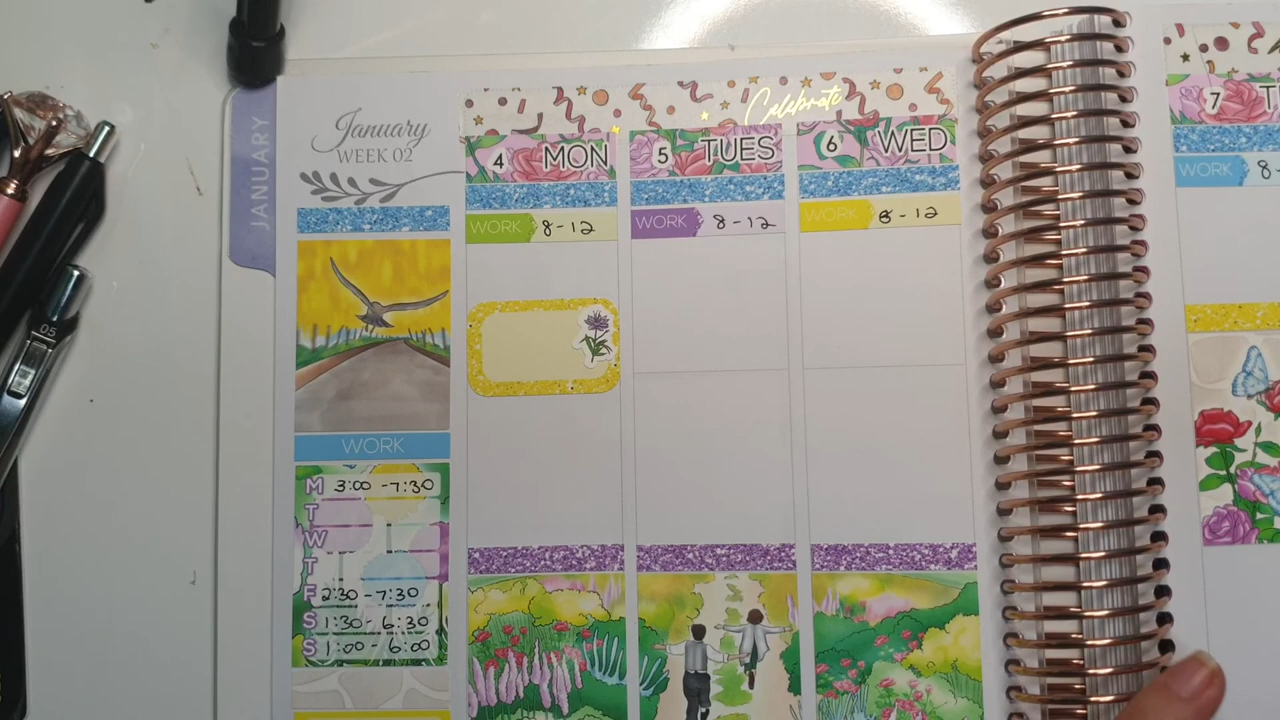 JANUARY
January
WEEK 02
Celebrate
4 MON
5 TUES
6 WED
7
WORK 8-12
WORK 8-12
WORK 8-12
WORK
WORK
M 3:00 - 7:30
T
W
T
F 2:30 - 7:30
S 1:30 - 6:30
S 1:00 - 6:00
05